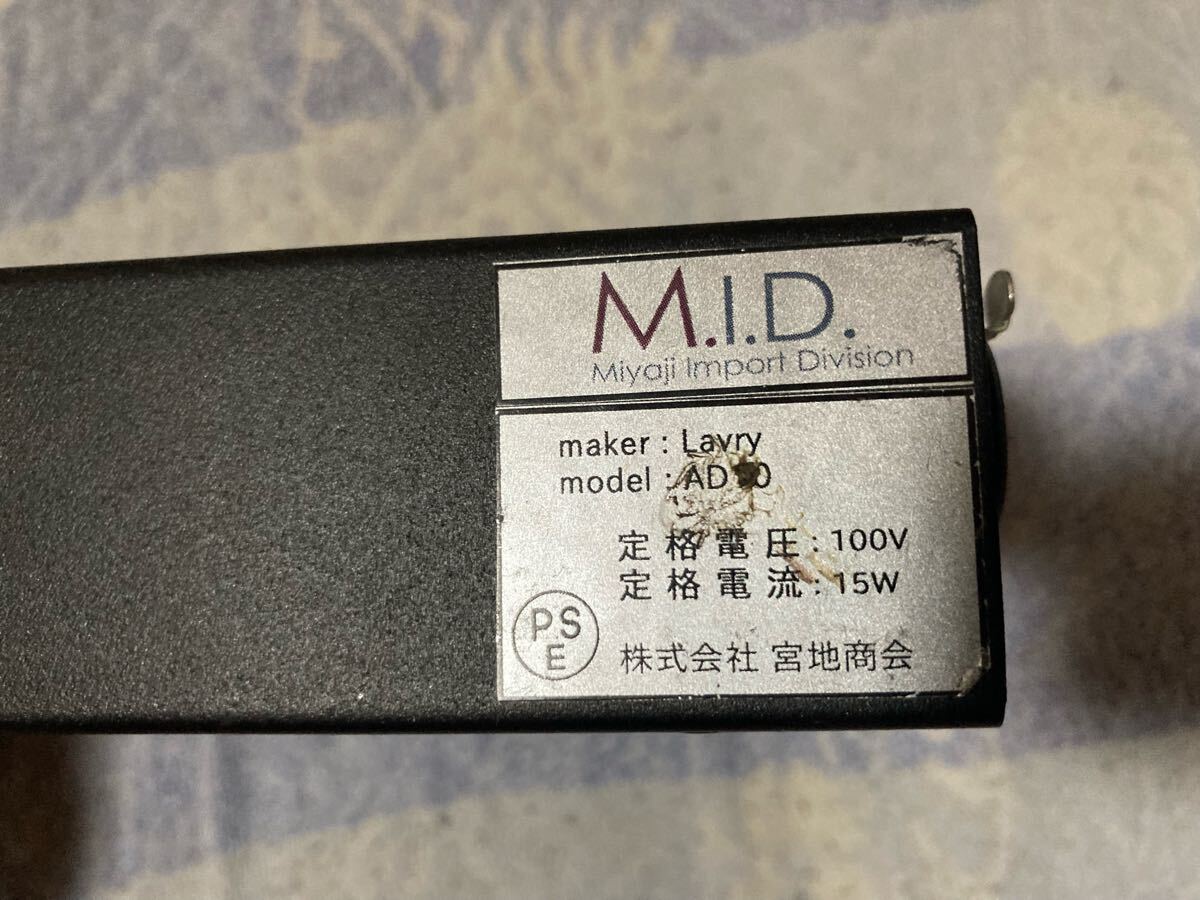 M.I.D.
Miyaji Import Division
maker : Lavry
model :
定格電圧 : 100V
定格電流 : 15W
PSE
株式会社 宮地商会